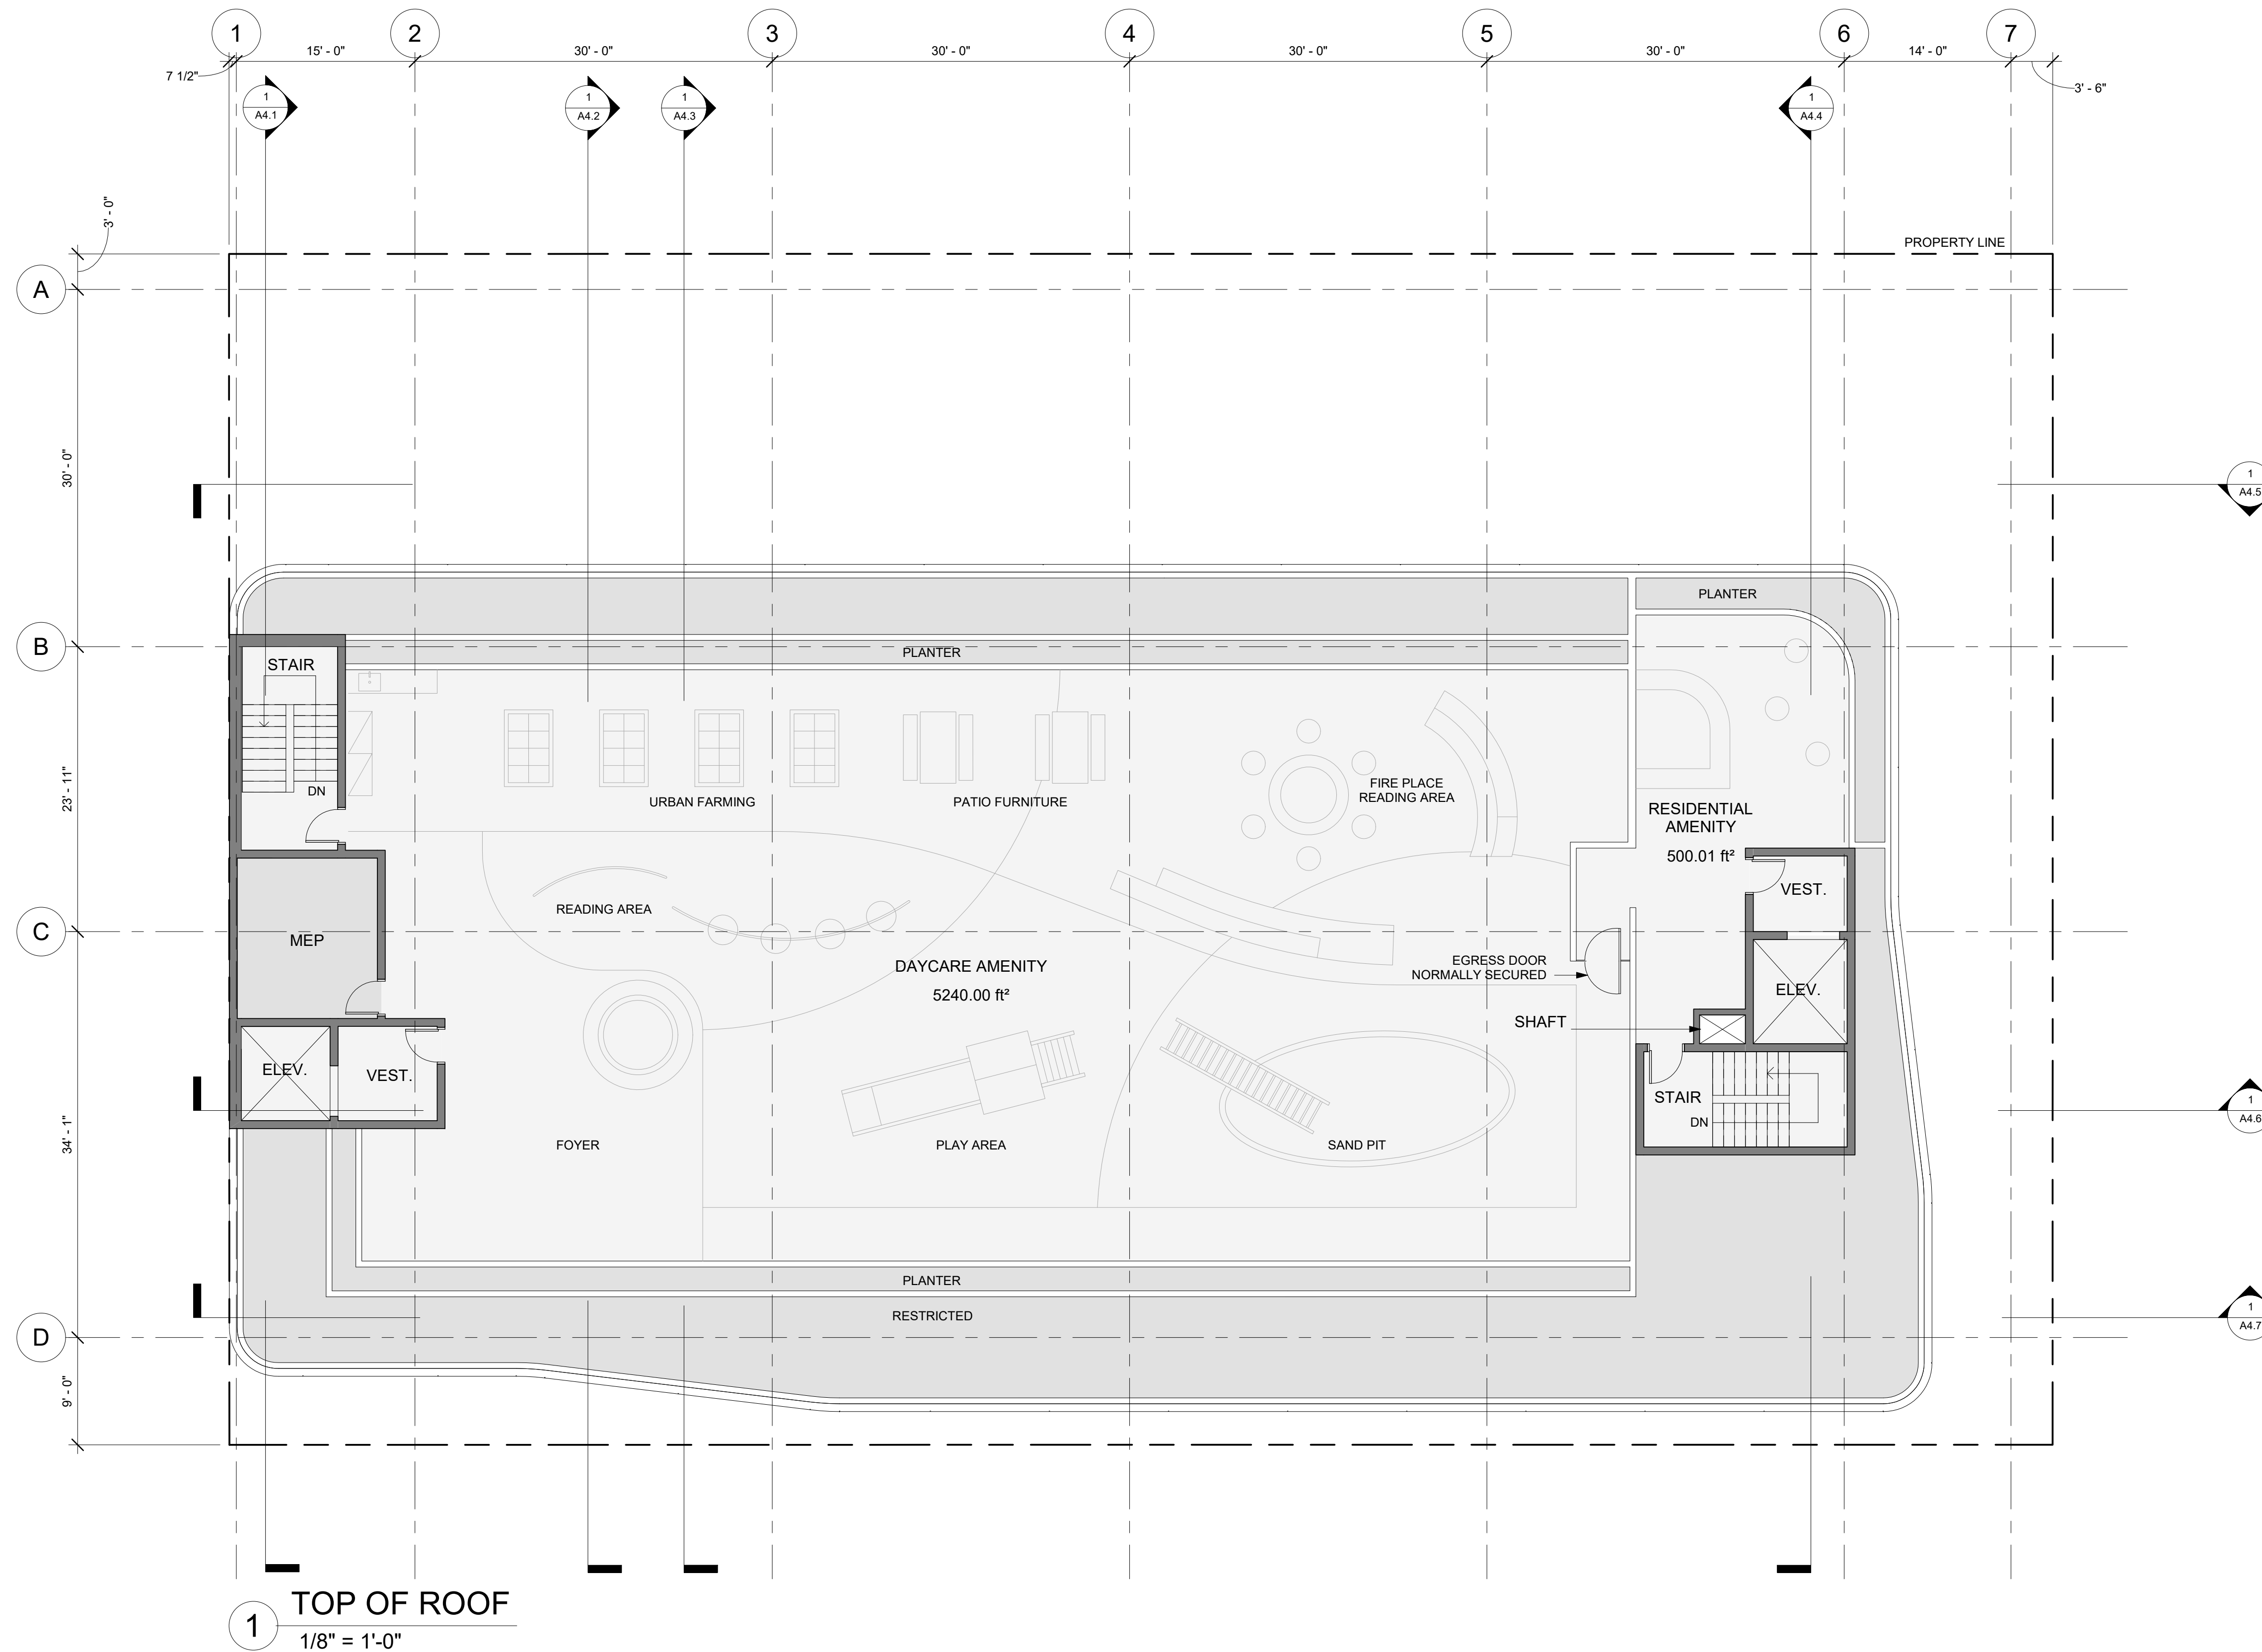 1
2
3
4
5
6
7
15' - 0"
30' - 0"
30' - 0"
30' - 0"
30' - 0"
14' - 0"
7 1/2"
3' - 6"
1
A4.1
1
A4.2
1
A4.3
1
A4.4
3' - 0"
PROPERTY LINE
A
30' - 0"
1
A4.5
PLANTER
B
PLANTER
STAIR
DN
23' - 11"
URBAN FARMING
PATIO FURNITURE
FIRE PLACE
READING AREA
RESIDENTIAL
AMENITY
500.01 ft²
VEST.
READING AREA
C
MEP
DAYCARE AMENITY
5240.00 ft²
EGRESS DOOR
NORMALLY SECURED
ELEV.
SHAFT
ELEV.
VEST.
STAIR
DN
1
A4.6
34' - 1"
FOYER
PLAY AREA
SAND PIT
PLANTER
RESTRICTED
1
A4.7
D
9' - 0"
1
TOP OF ROOF
1/8" = 1'-0"